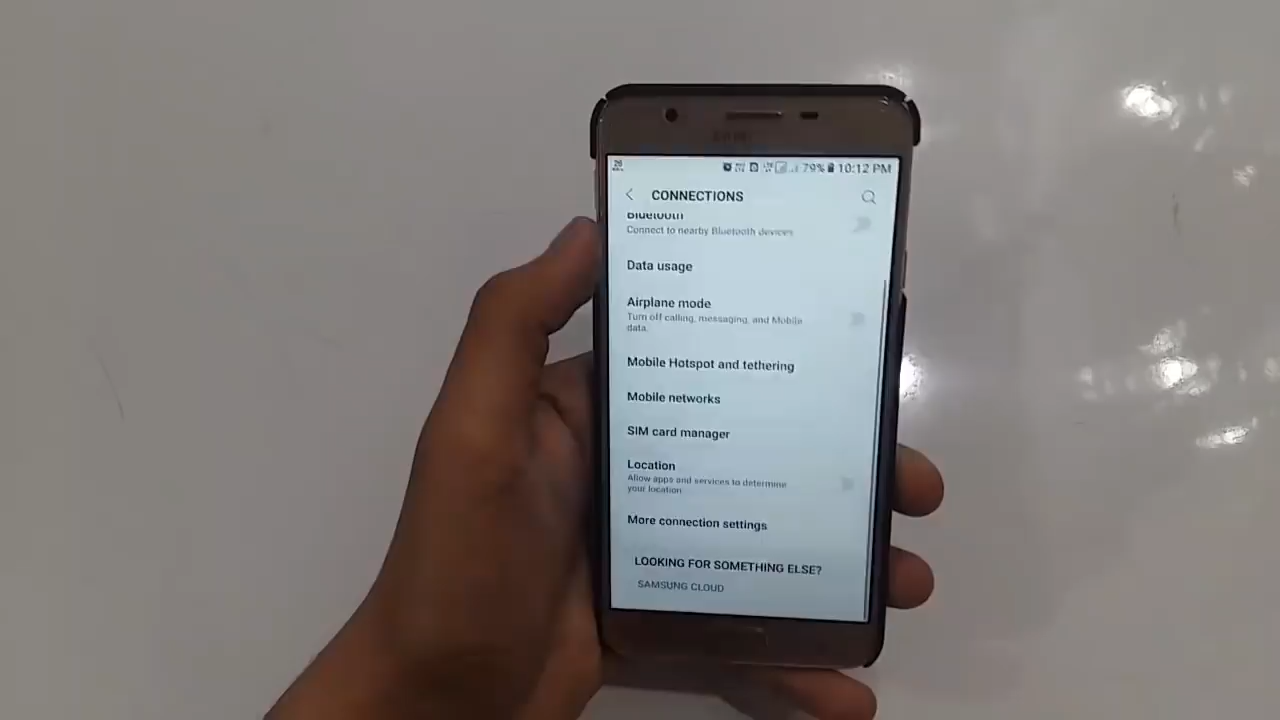 79% 10:12 PM
CONNECTIONS
Bluetooth
Connect to nearby Bluetooth devices
Data usage
Airplane mode
Turn off calling, messaging, and Mobile
data.
Mobile Hotspot and tethering
Mobile networks
SIM card manager
Location
Allow apps and services to determine
your location
More connection settings
LOOKING FOR SOMETHING ELSE?
SAMSUNG CLOUD